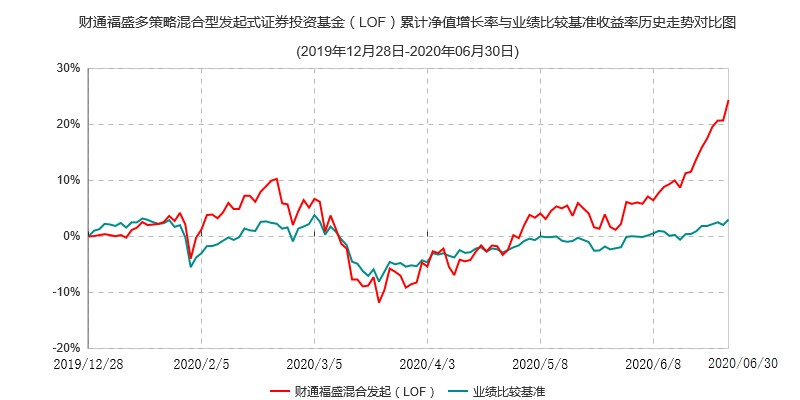 财通福盛多策略混合型发起式证券投资基金（LOF）累计净值增长率与业绩比较基准收益率历史走势对比图
(2019年12月28日-2020年06月30日)
30%
20%
10%
0%
-10%
-20%
2019/12/28 2020/2/5 2020/3/5 2020/4/3 2020/5/8 2020/6/8 2020/06/30
财通福盛混合发起（LOF） 业绩比较基准